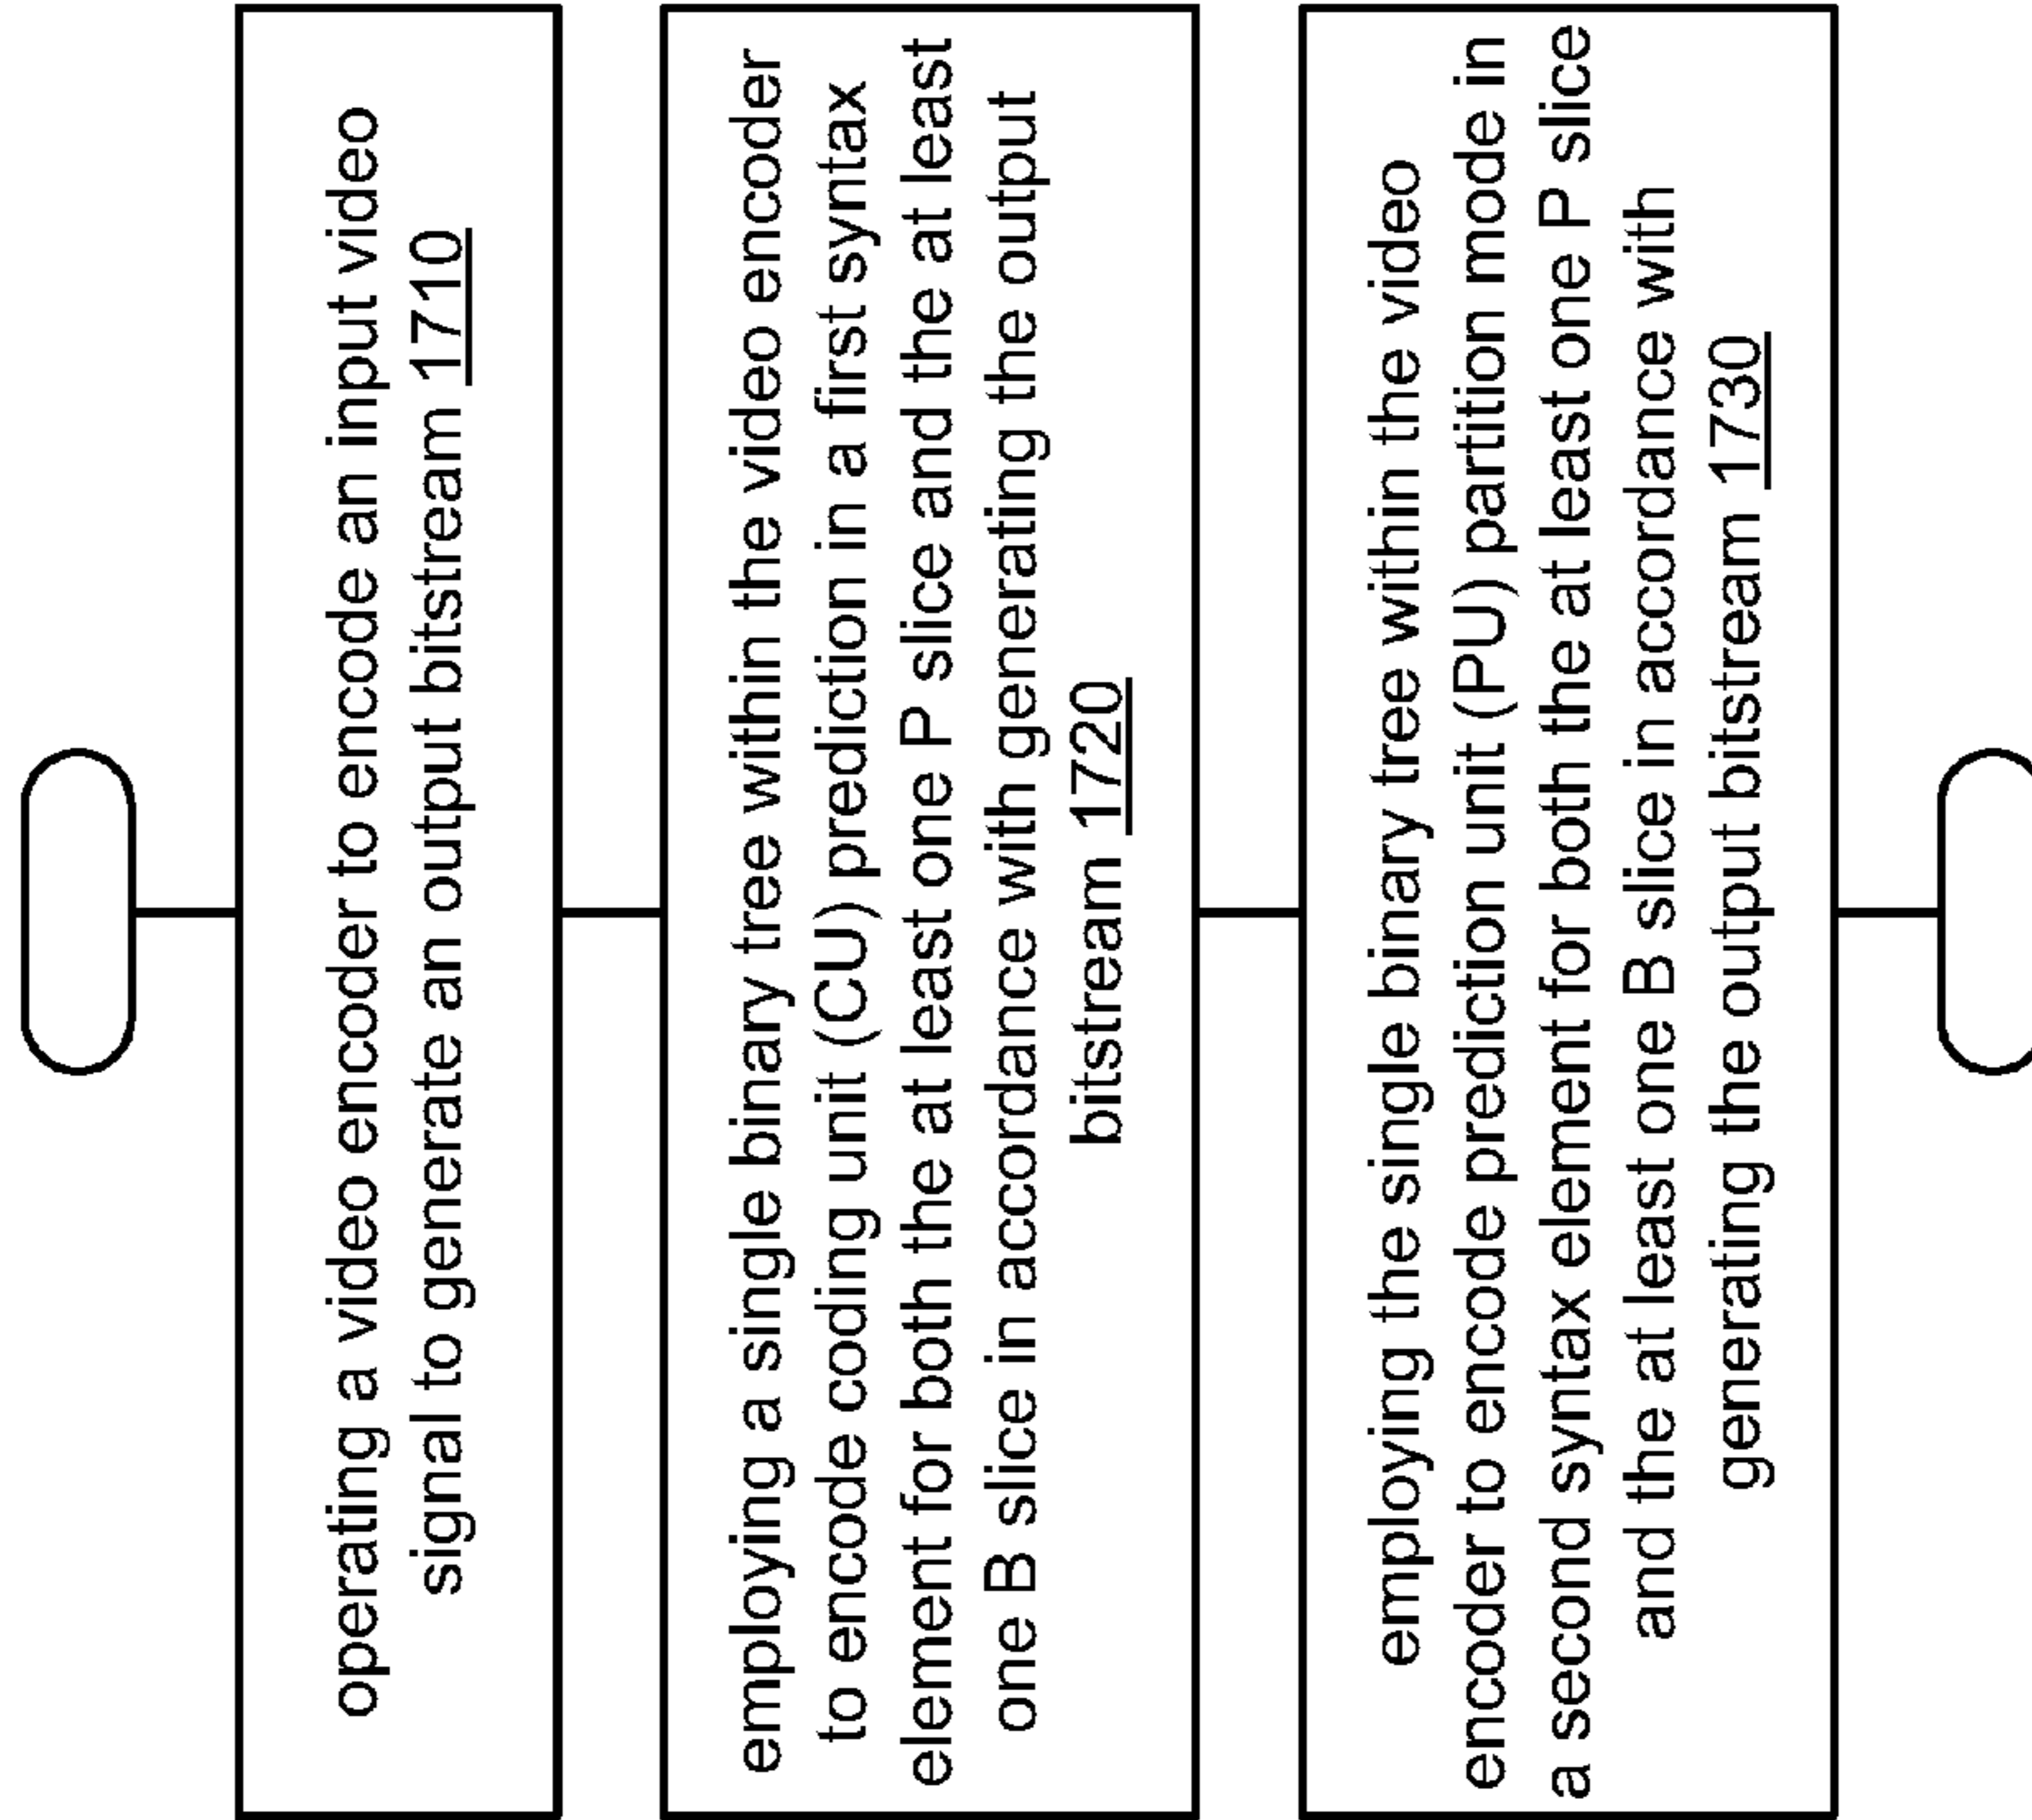 operating a video encoder to encode an input video
signal to generate an output bitstream 1710
employing a single binary tree within the video encoder
to encode coding unit (CU) prediction in a first syntax
element for both the at least one P slice and the at least
one B slice in accordance with generating the output
bitstream 1720
employing the single binary tree within the video
encoder to encode prediction unit (PU) partition mode in
a second syntax element for both the at least one P slice
and the at least one B slice in accordance with
generating the output bitstream 1730